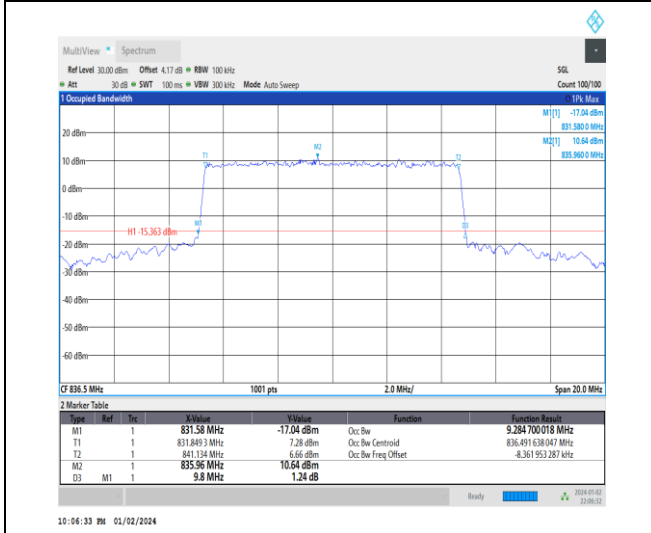 MultiView Spectrum
Ref Level 30.00 dBm Offset 4.17 dB RBW 100 kHz SGL
Att 30 dB SWT 100 ms VBW 300 kHz Mode Auto Sweep Count 100/100
1 Occupied Bandwidth 1Pk Max
M1[1] -17.04 dBm
831.580 0 MHz
M2[1] 10.64 dBm
835.960 0 MHz
20 dBm
10 dBm
T1 M2 T2
0 dBm
-10 dBm
H1 -15.363 dBm
-20 dBm
-30 dBm
-40 dBm
-50 dBm
-60 dBm
CF 836.5 MHz 1001 pts 2.0 MHz/ Span 20.0 MHz
2 Marker Table
Type Ref Trc X-Value Y-Value Function Function Result
M1 1 831.58 MHz -17.04 dBm Occ Bw 9.284 700 018 MHz
T1 1 831.849 3 MHz 7.28 dBm Occ Bw Centroid 836.491 638 047 MHz
T2 1 841.134 MHz 6.66 dBm Occ Bw Freq Offset -8.361 953 287 kHz
M2 1 835.96 MHz 10.64 dBm
D3 M1 1 9.8 MHz 1.24 dB
Ready 2024-01-02
22:06:32
10:06:33 PM 01/02/2024